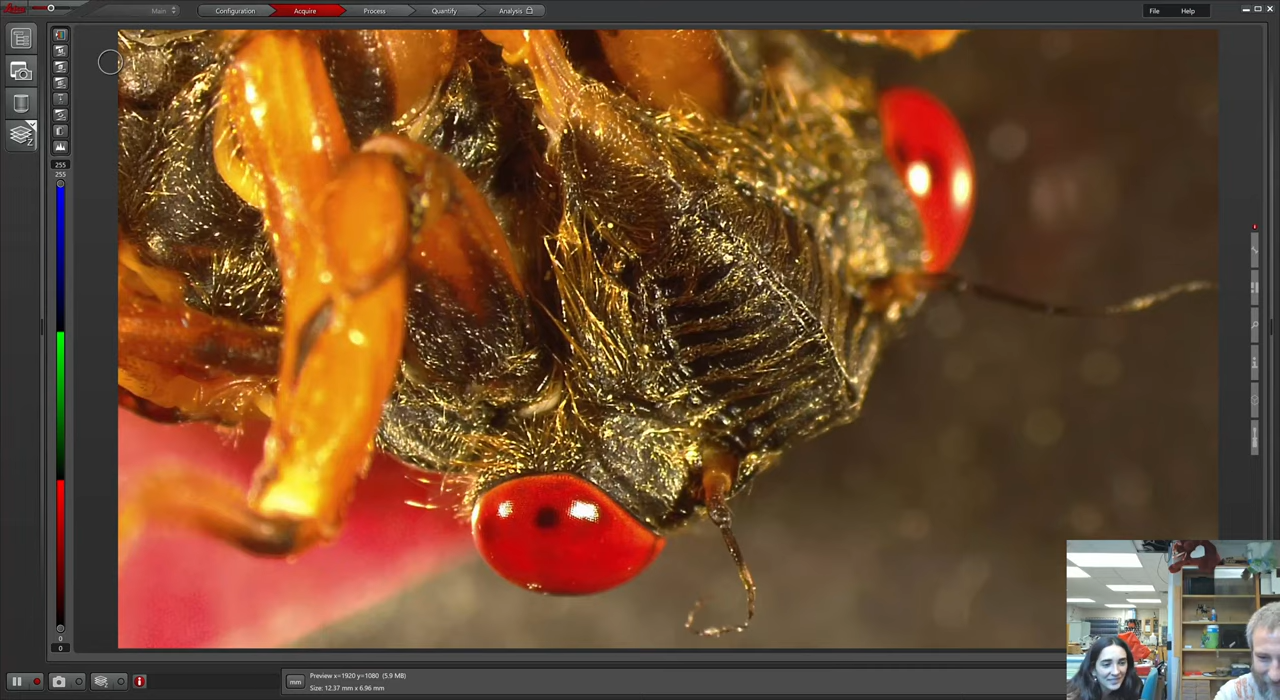 Leica
Main
Configuration
Acquire
Process
Quantify
Analysis
File
Help
255
255
0
0
mm
Preview x=1920 y=1080 (5.9 MB)
Size: 12.37 mm x 6.96 mm